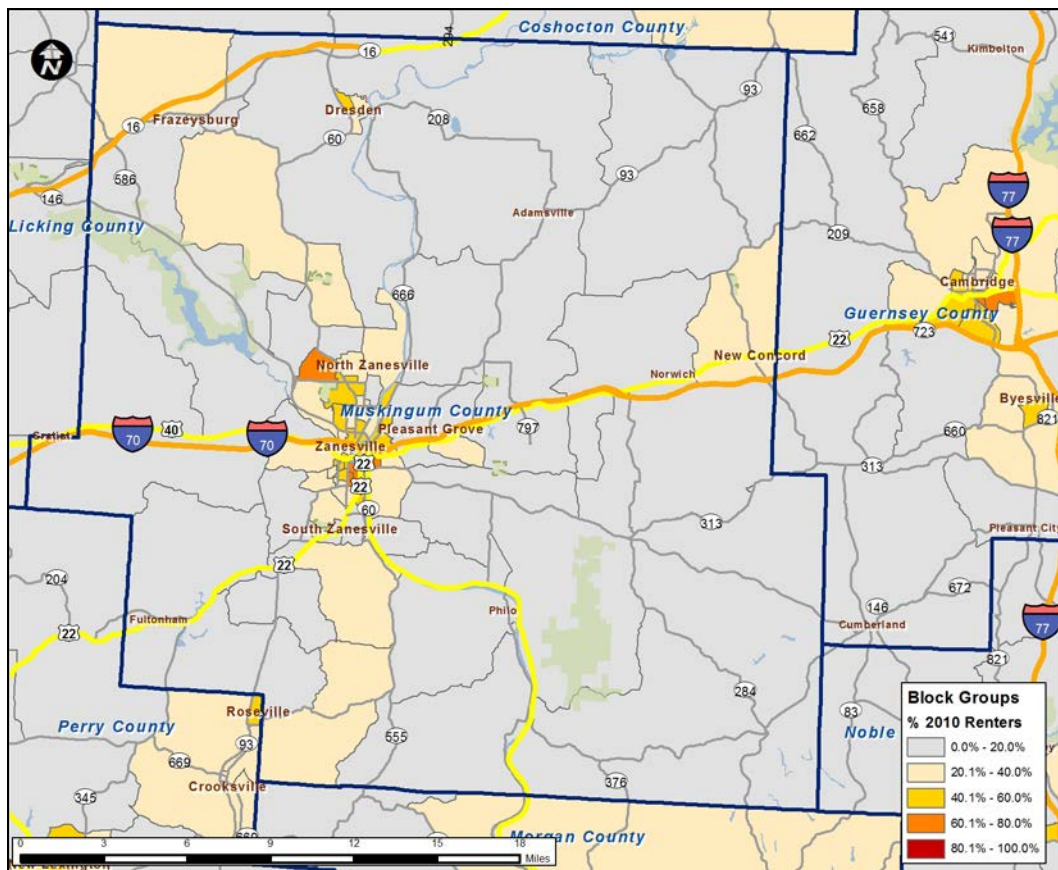 Coshocton County
N
16
294
541
Kimbolton
93
658
Dresden
208
60
662
16
Frazeysburg
77
586
93
146
Adamsville
Licking County
209
77
Cambridge
666
Guernsey County
723
22
North Zanesville
New Concord
Norwich
Muskingum County
Byesville
821
Pleasant Grove
797
40
70
70
Gratiot
Zanesville
660
22
313
22
60
313
South Zanesville
Pleasant City
22
204
672
Philo
146
Fultonham
77
22
Cumberland
821
284
Block Groups
% 2010 Renters
0.0% - 20.0%
20.1% - 40.0%
40.1% - 60.0%
60.1% - 80.0%
80.1% - 100.0%
Roseville
83
Perry County
Noble
555
93
669
376
Crooksville
345
Morgan County
0 3 6 9 12 15 18
Miles
New Lexington